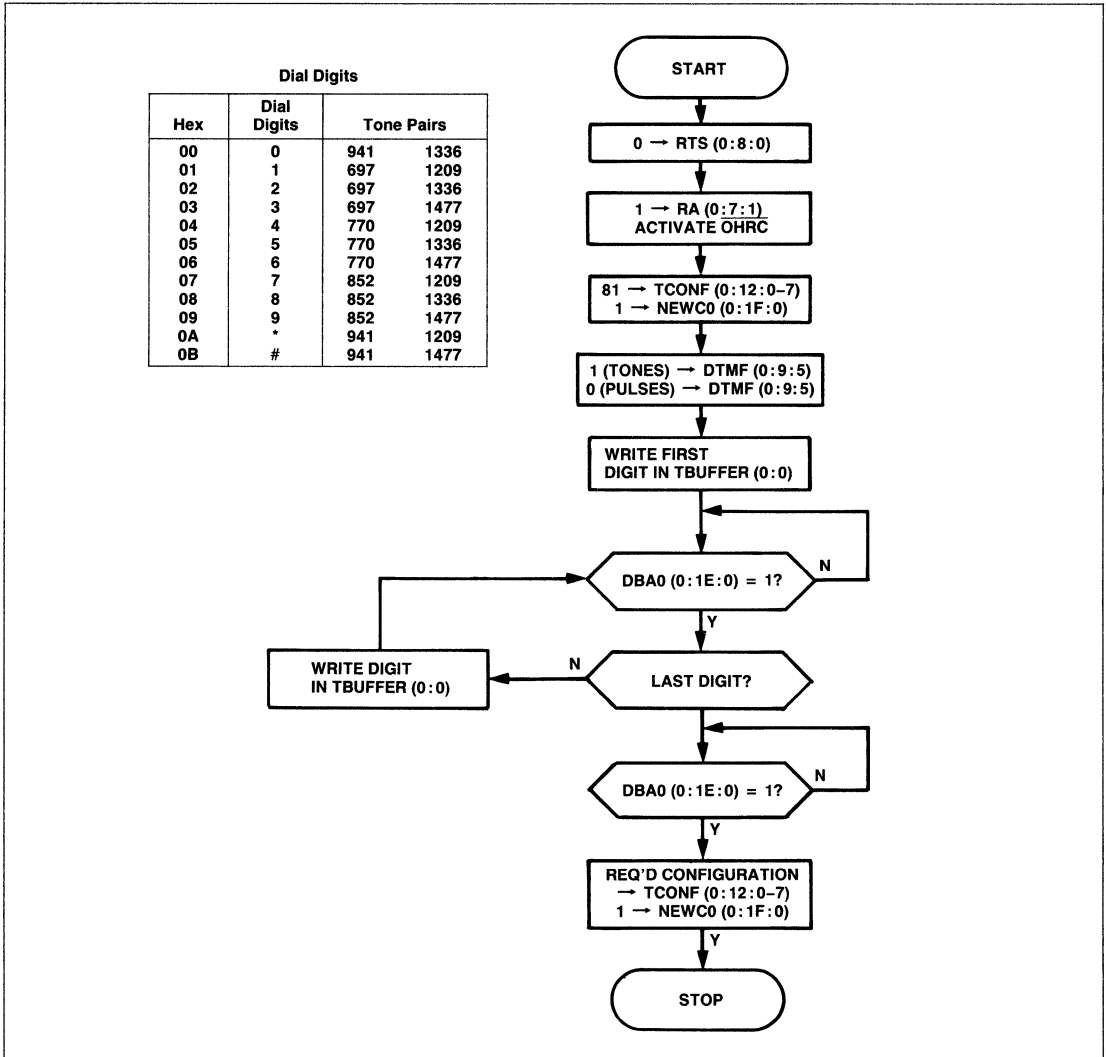 Dial Digits
Hex Dial Digits Tone Pairs
00 0 941 1336
01 1 697 1209
02 2 697 1336
03 3 697 1477
04 4 770 1209
05 5 770 1336
06 6 770 1477
07 7 852 1209
08 8 852 1336
09 9 852 1477
0A * 941 1209
0B # 941 1477
START
0 → RTS (0:8:0)
1 → RA (0:7:1)
ACTIVATE OHRC
81 → TCONF (0:12:0–7)
1 → NEWC0 (0:1F:0)
1 (TONES) → DTMF (0:9:5)
0 (PULSES) → DTMF (0:9:5)
WRITE FIRST
DIGIT IN TBUFFER (0:0)
DBA0 (0:1E:0) = 1?
N
Y
LAST DIGIT?
N
WRITE DIGIT
IN TBUFFER (0:0)
DBA0 (0:1E:0) = 1?
N
Y
REQ'D CONFIGURATION
→ TCONF (0:12:0–7)
1 → NEWC0 (0:1F:0)
Y
STOP